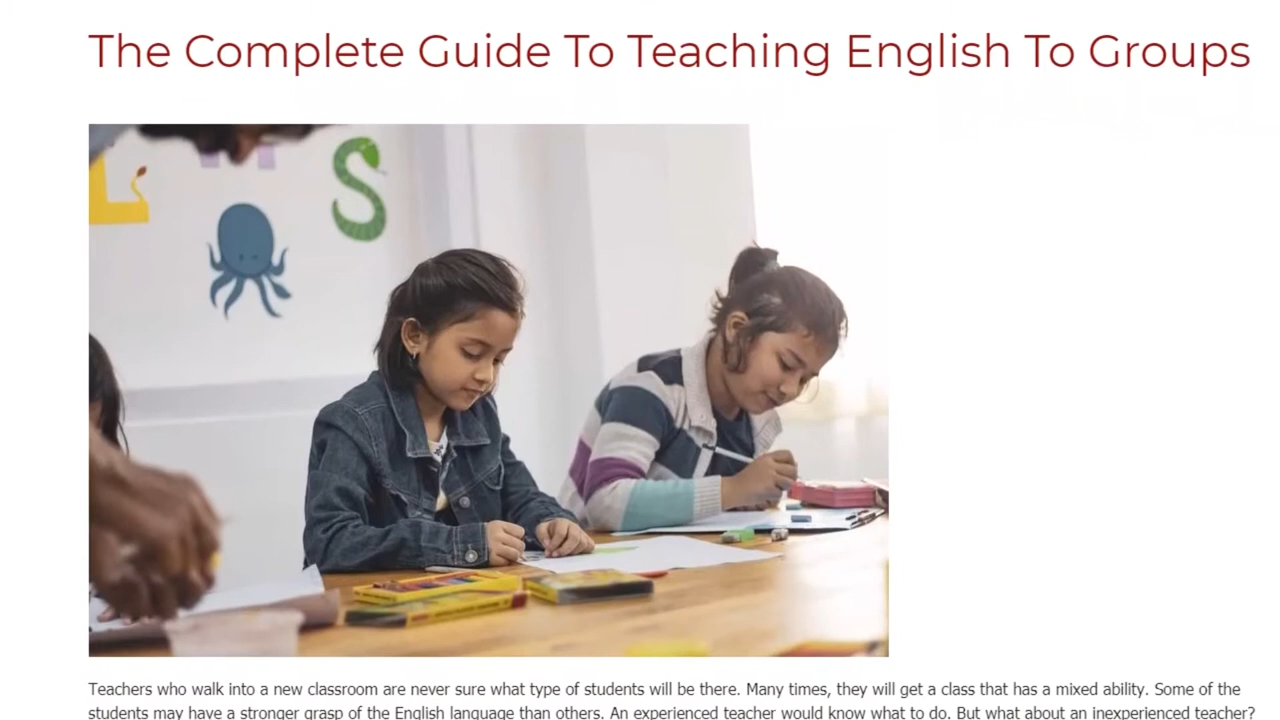 The Complete Guide To Teaching English To Groups
Teachers who walk into a new classroom are never sure what type of students will be there. Many times, they will get a class that has a mixed ability. Some of the
students may have a stronger grasp of the English language than others. An experienced teacher would know what to do. But what about an inexperienced teacher?